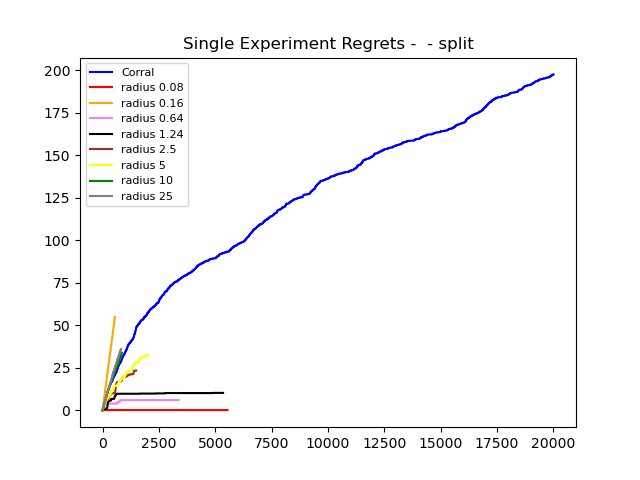 Single Experiment Regrets -  - split
Corral
radius 0.08
radius 0.16
radius 0.64
radius 1.24
radius 2.5
radius 5
radius 10
radius 25
200
175
150
125
100
75
50
25
0
0 2500 5000 7500 10000 12500 15000 17500 20000